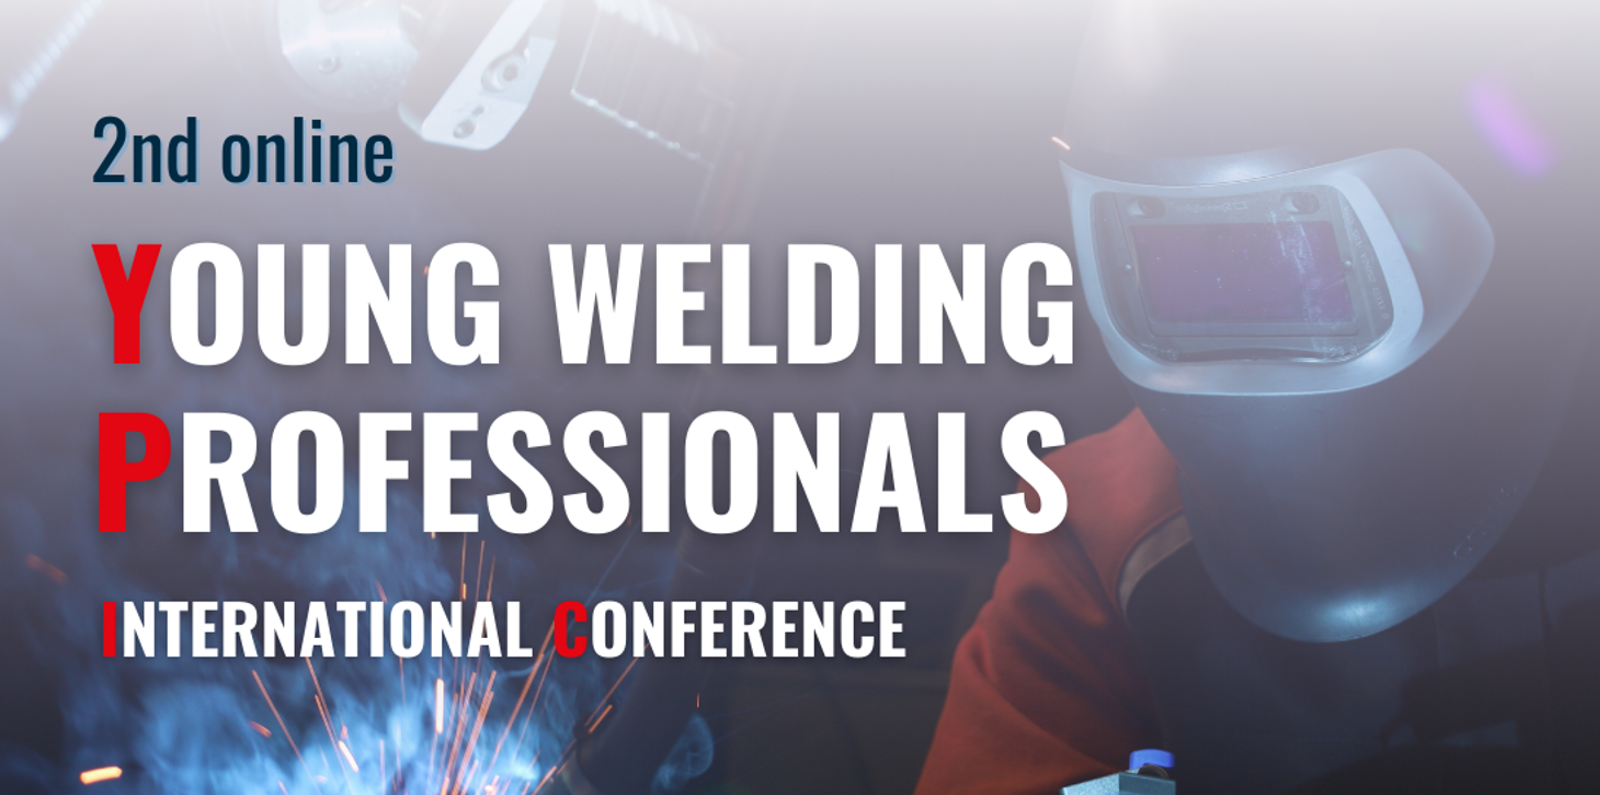 2nd online
YOUNG WELDING
PROFESSIONALS
INTERNATIONAL CONFERENCE